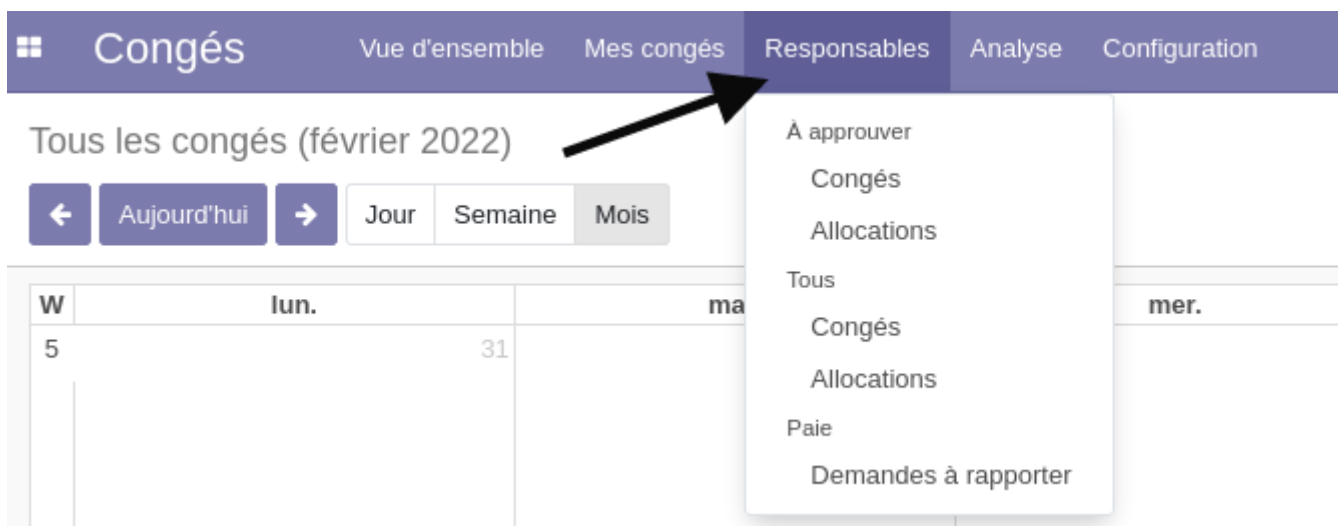 Congés Vue d'ensemble Mes congés Responsables Analyse Configuration
Tous les congés (février 2022)
Aujourd'hui Jour Semaine Mois
À approuver
Congés
Allocations
Tous
Congés
Allocations
Paie
Demandes à rapporter
W lun. ma mer.
5 31